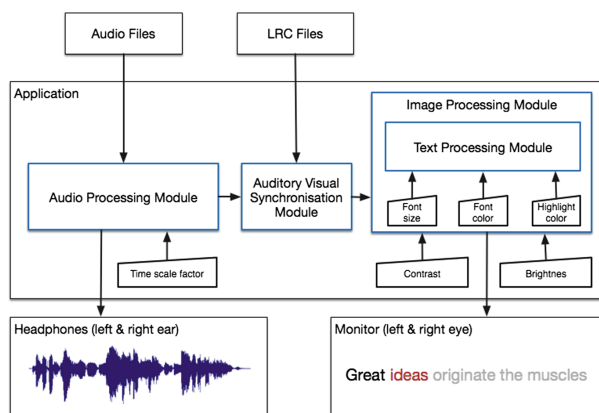 Audio Files
LRC Files
Application
Image Processing Module
Text Processing Module
Audio Processing Module
Auditory Visual
Synchronisation
Module
Font
size
Font
color
Highlight
color
Time scale factor
Contrast
Brightnes
Headphones (left & right ear)
Monitor (left & right eye)
Great ideas originate the muscles